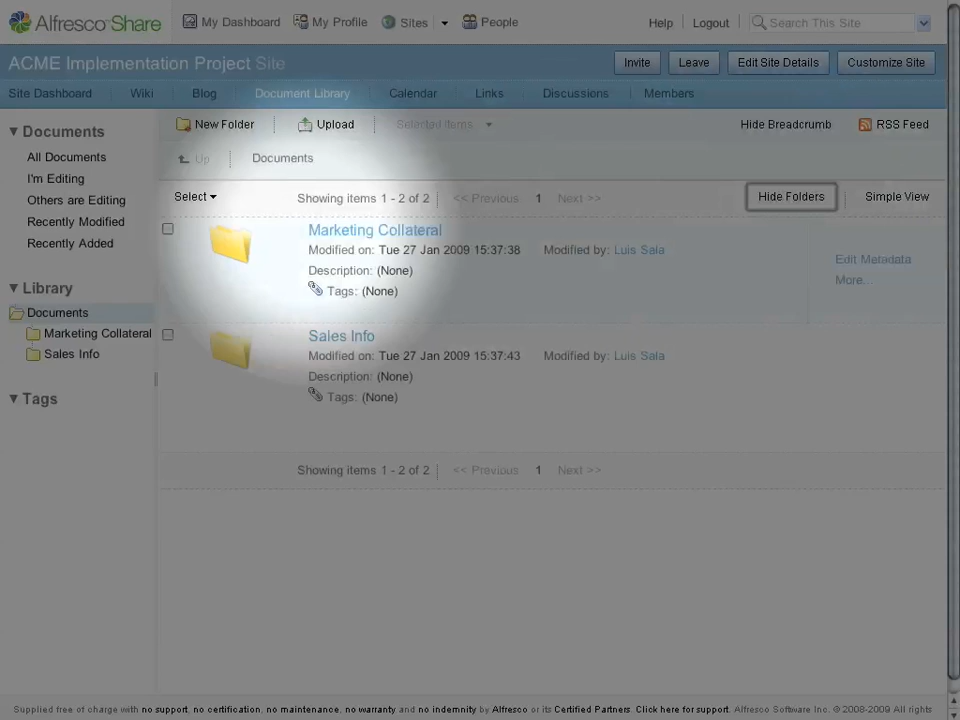 Alfresco Share My Dashboard My Profile Sites People Help Logout Search This Site
ACME Implementation Project Site Invite Leave Edit Site Details Customize Site
Site Dashboard Wiki Blog Document Library Calendar Links Discussions Members
New Folder Upload Selected Items Hide Breadcrumb RSS Feed
Documents
All Documents
I'm Editing
Others are Editing
Recently Modified
Recently Added
Library
Documents
Marketing Collateral
Sales Info
Tags
Up Documents
Select Showing items 1 - 2 of 2 << Previous 1 Next >> Hide Folders Simple View
Marketing Collateral
Modified on: Tue 27 Jan 2009 15:37:38 Modified by: Luis Sala
Description: (None)
Tags: (None)
Edit Metadata
More..
Sales Info
Modified on: Tue 27 Jan 2009 15:37:43 Modified by: Luis Sala
Description: (None)
Tags: (None)
Showing items 1 - 2 of 2 << Previous 1 Next >>
Supplied free of charge with no support, no certification, no maintenance, no warranty and no indemnity by Alfresco or its Certified Partners. Click here for support. Alfresco Software Inc. © 2008-2009 All rights